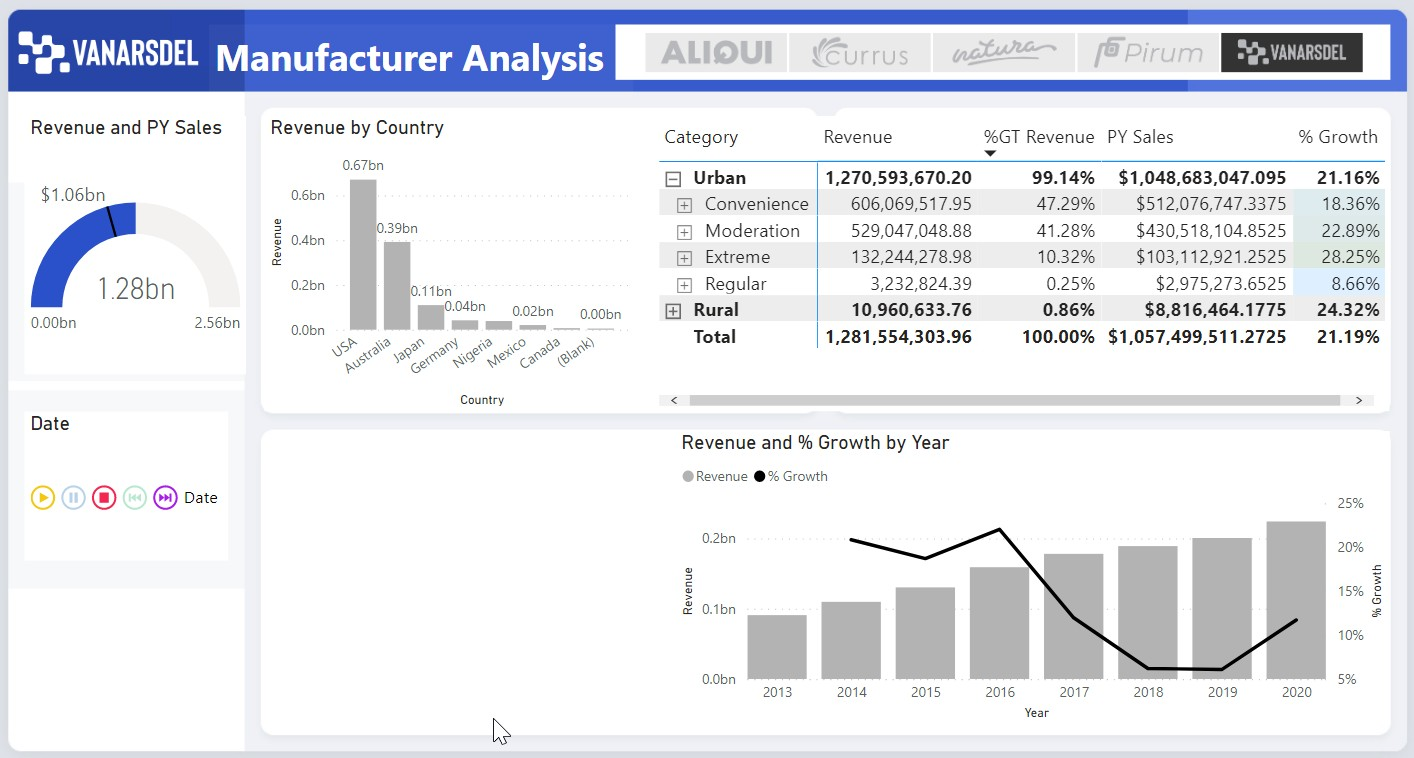 VANARSDEL
Manufacturer Analysis
ALIQUI
Currus
natura
Pirum
VANARSDEL
Revenue and PY Sales
$1.06bn
1.28bn
0.00bn 2.56bn
Date
Date
Revenue by Country
Revenue
0.6bn
0.4bn
0.2bn
0.0bn
0.67bn
0.39bn
0.11bn
0.04bn
0.02bn
0.00bn
USA
Australia
Japan
Germany
Nigeria
Mexico
Canada
(Blank)
Country
Category Revenue %GT Revenue PY Sales % Growth
Urban 1,270,593,670.20 99.14% $1,048,683,047.095 21.16%
Convenience 606,069,517.95 47.29% $512,076,747.3375 18.36%
Moderation 529,047,048.88 41.28% $430,518,104.8525 22.89%
Extreme 132,244,278.98 10.32% $103,112,921.2525 28.25%
Regular 3,232,824.39 0.25% $2,975,273.6525 8.66%
Rural 10,960,633.76 0.86% $8,816,464.1775 24.32%
Total 1,281,554,303.96 100.00% $1,057,499,511.2725 21.19%
Revenue and % Growth by Year
Revenue % Growth
Revenue
0.2bn
0.1bn
0.0bn
25%
20%
15%
10%
5%
% Growth
2013 2014 2015 2016 2017 2018 2019 2020
Year